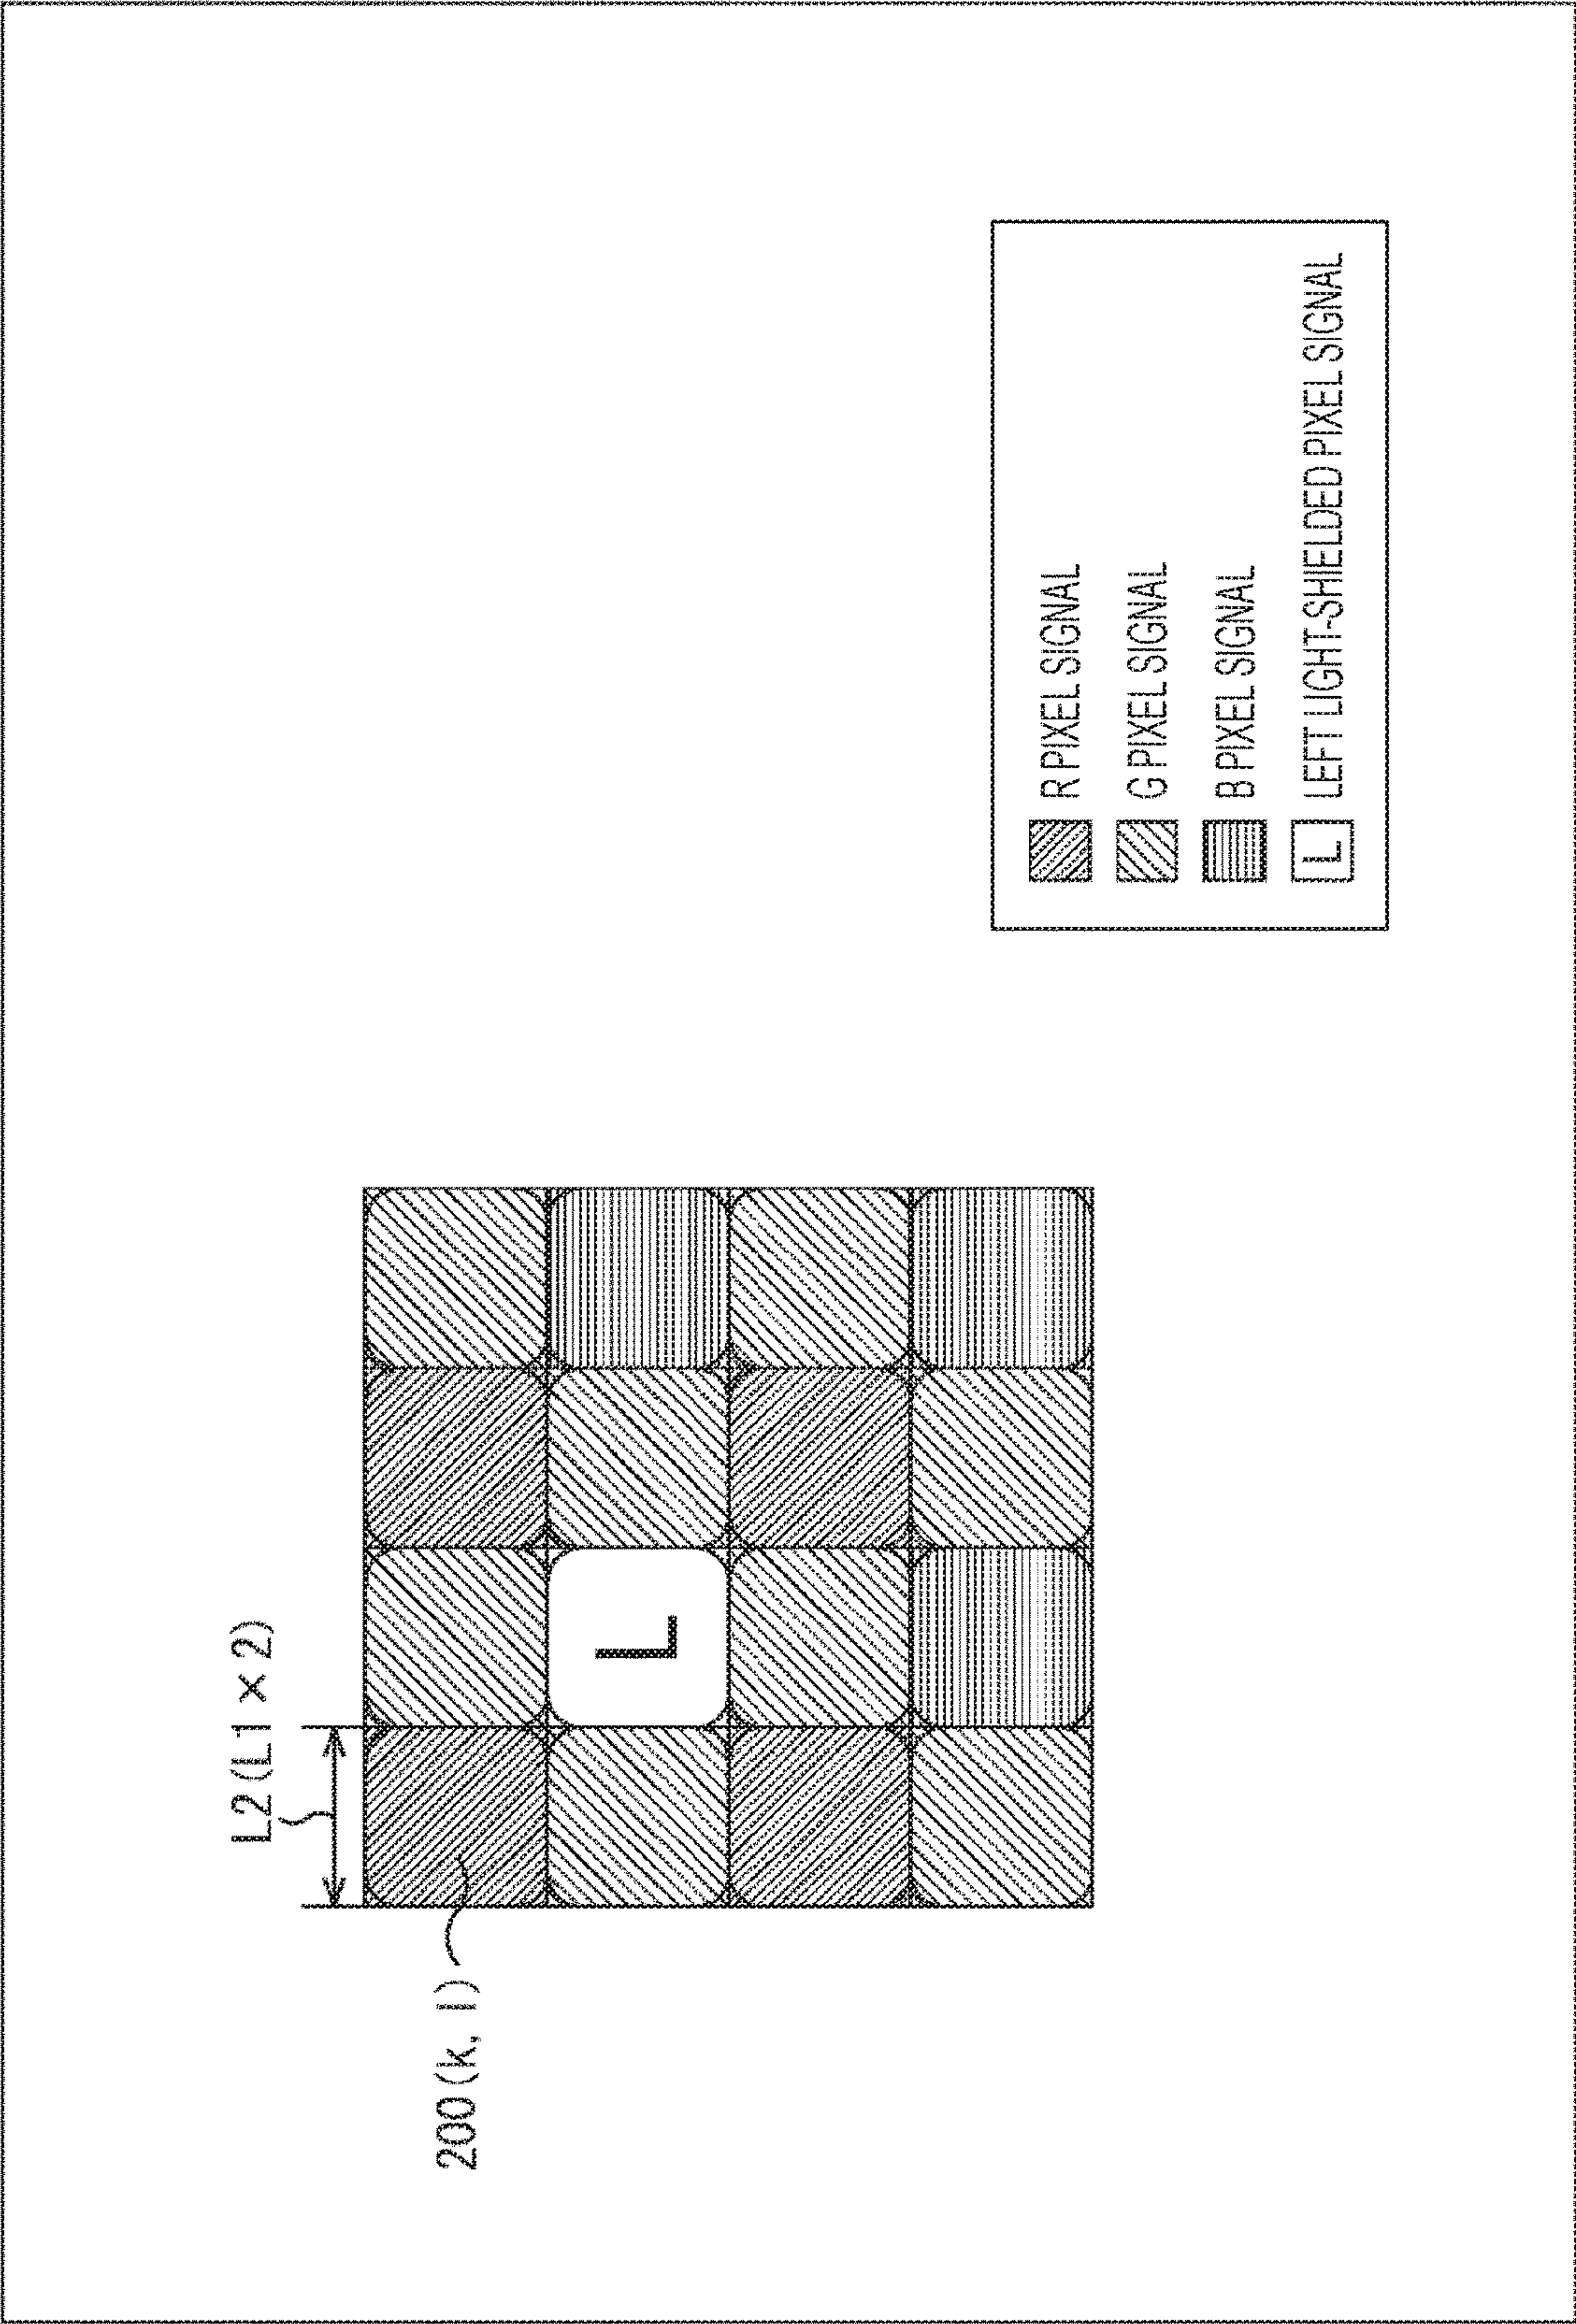 L2 (L1 × 2)
200 (k, l)
L
R PIXEL SIGNAL
G PIXEL SIGNAL
B PIXEL SIGNAL
L LEFT LIGHT-SHIELDED PIXEL SIGNAL